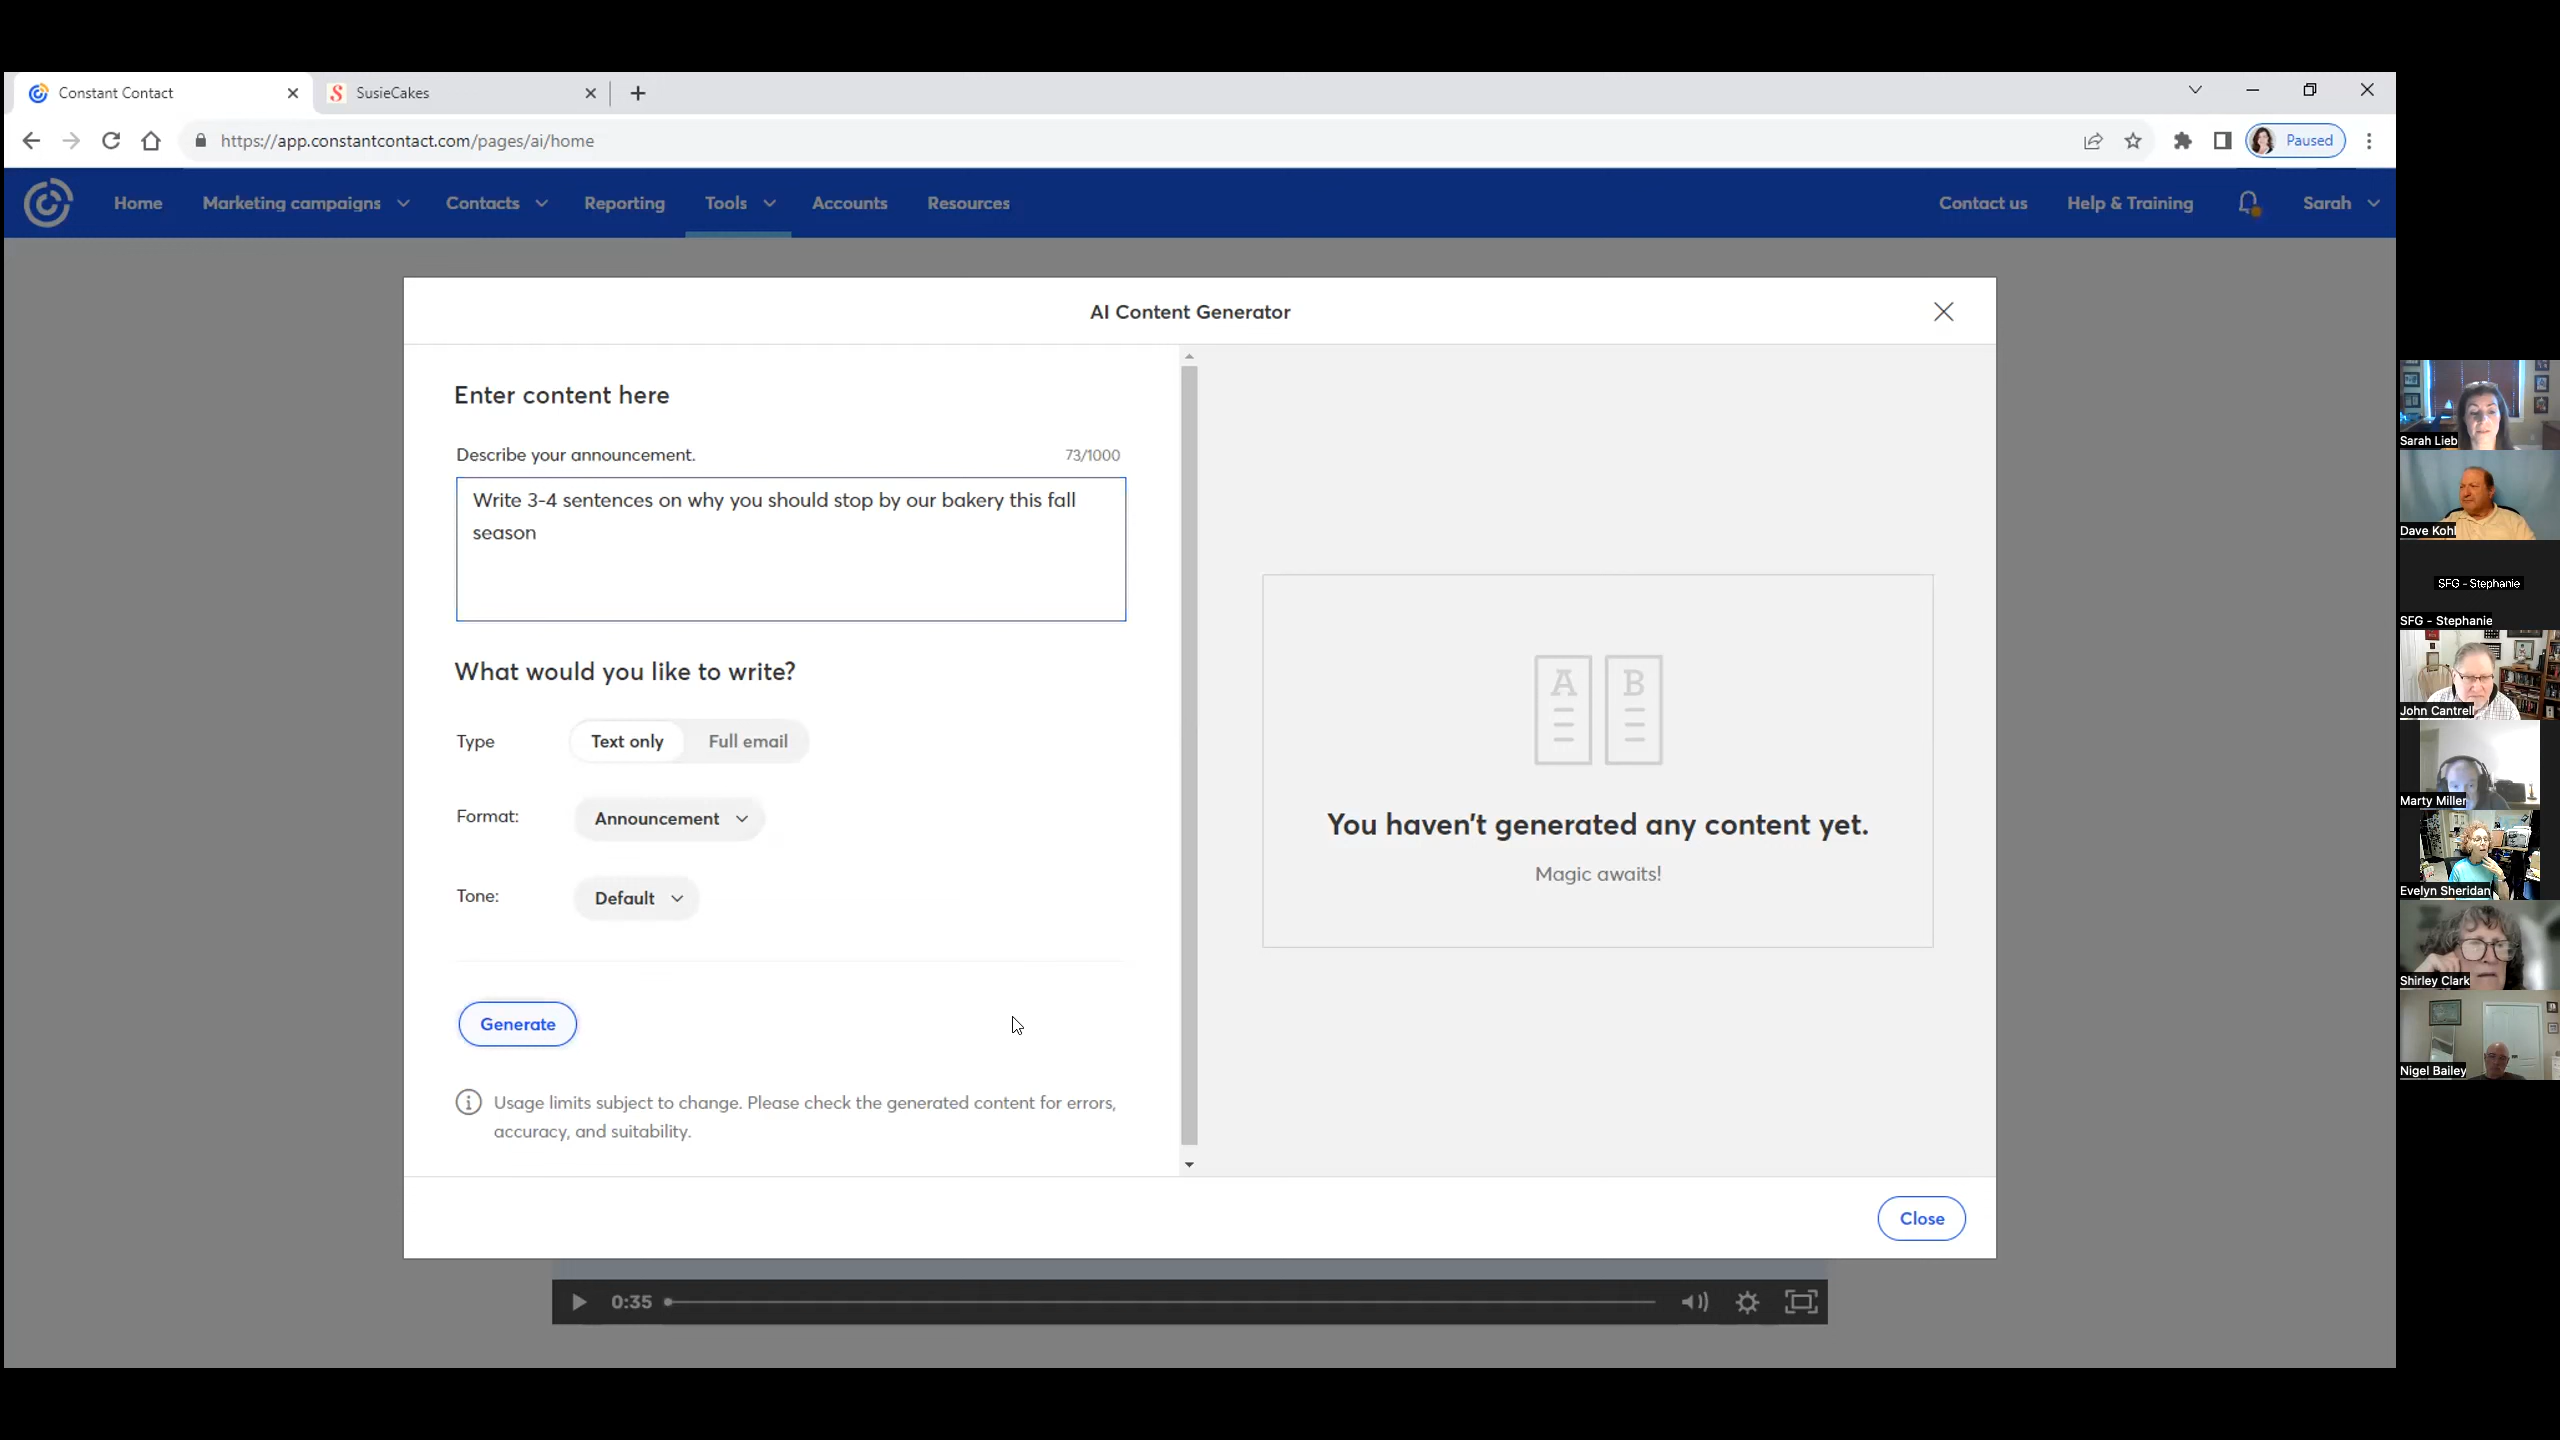 Constant Contact
SusieCakes
https://app.constantcontact.com/pages/ai/home
Paused
Home
Marketing campaigns
Contacts
Reporting
Tools
Accounts
Resources
Contact us
Help & Training
Sarah
AI Content Generator
Enter content here
Describe your announcement.
73/1000
Write 3-4 sentences on why you should stop by our bakery this fall
season
What would you like to write?
Type
Text only
Full email
Format:
Announcement
Tone:
Default
Generate
Usage limits subject to change. Please check the generated content for errors,
accuracy, and suitability.
A B
You haven't generated any content yet.
Magic awaits!
Close
0:35
Sarah Lieb
Dave Kohl
SFG - Stephanie
SFG - Stephanie
John Cantrell
Marty Miller
Evelyn Sheridan
Shirley Clark
Nigel Bailey